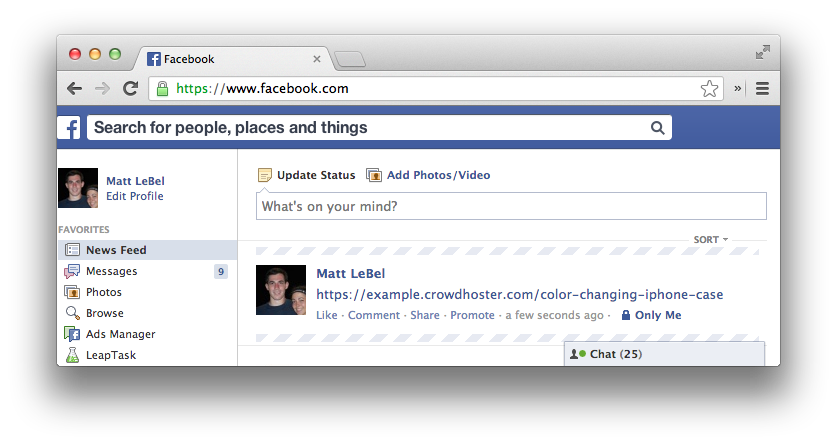 Facebook
https://www.facebook.com
Search for people, places and things
Matt LeBel
Edit Profile
FAVORITES
News Feed
Messages 9
Photos
Browse
Ads Manager
LeapTask
Update Status Add Photos/Video
What's on your mind?
SORT
Matt LeBel
https://example.crowdhoster.com/color-changing-iphone-case
Like · Comment · Share · Promote · a few seconds ago · Only Me
Chat (25)